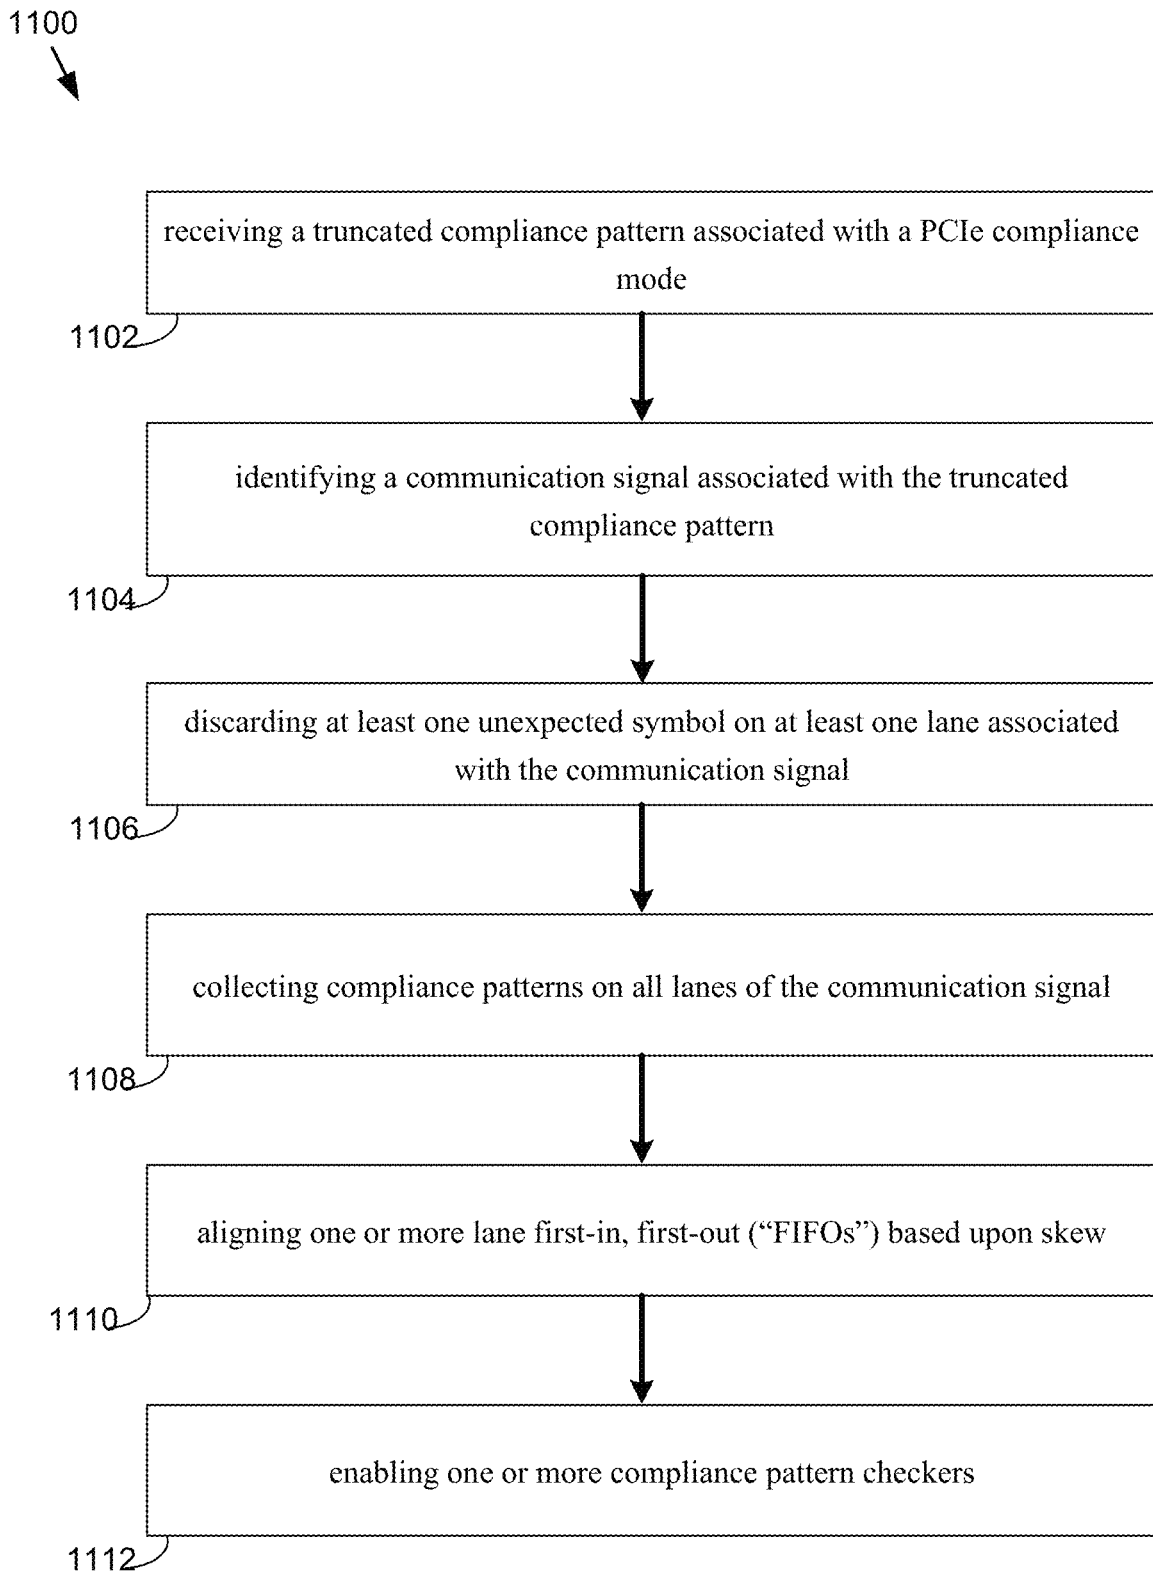 1100
receiving a truncated compliance pattern associated with a PCIe compliance
mode
1102
identifying a communication signal associated with the truncated
compliance pattern
1104
discarding at least one unexpected symbol on at least one lane associated
with the communication signal
1106
collecting compliance patterns on all lanes of the communication signal
1108
aligning one or more lane first-in, first-out (“FIFOs”) based upon skew
1110
enabling one or more compliance pattern checkers
1112